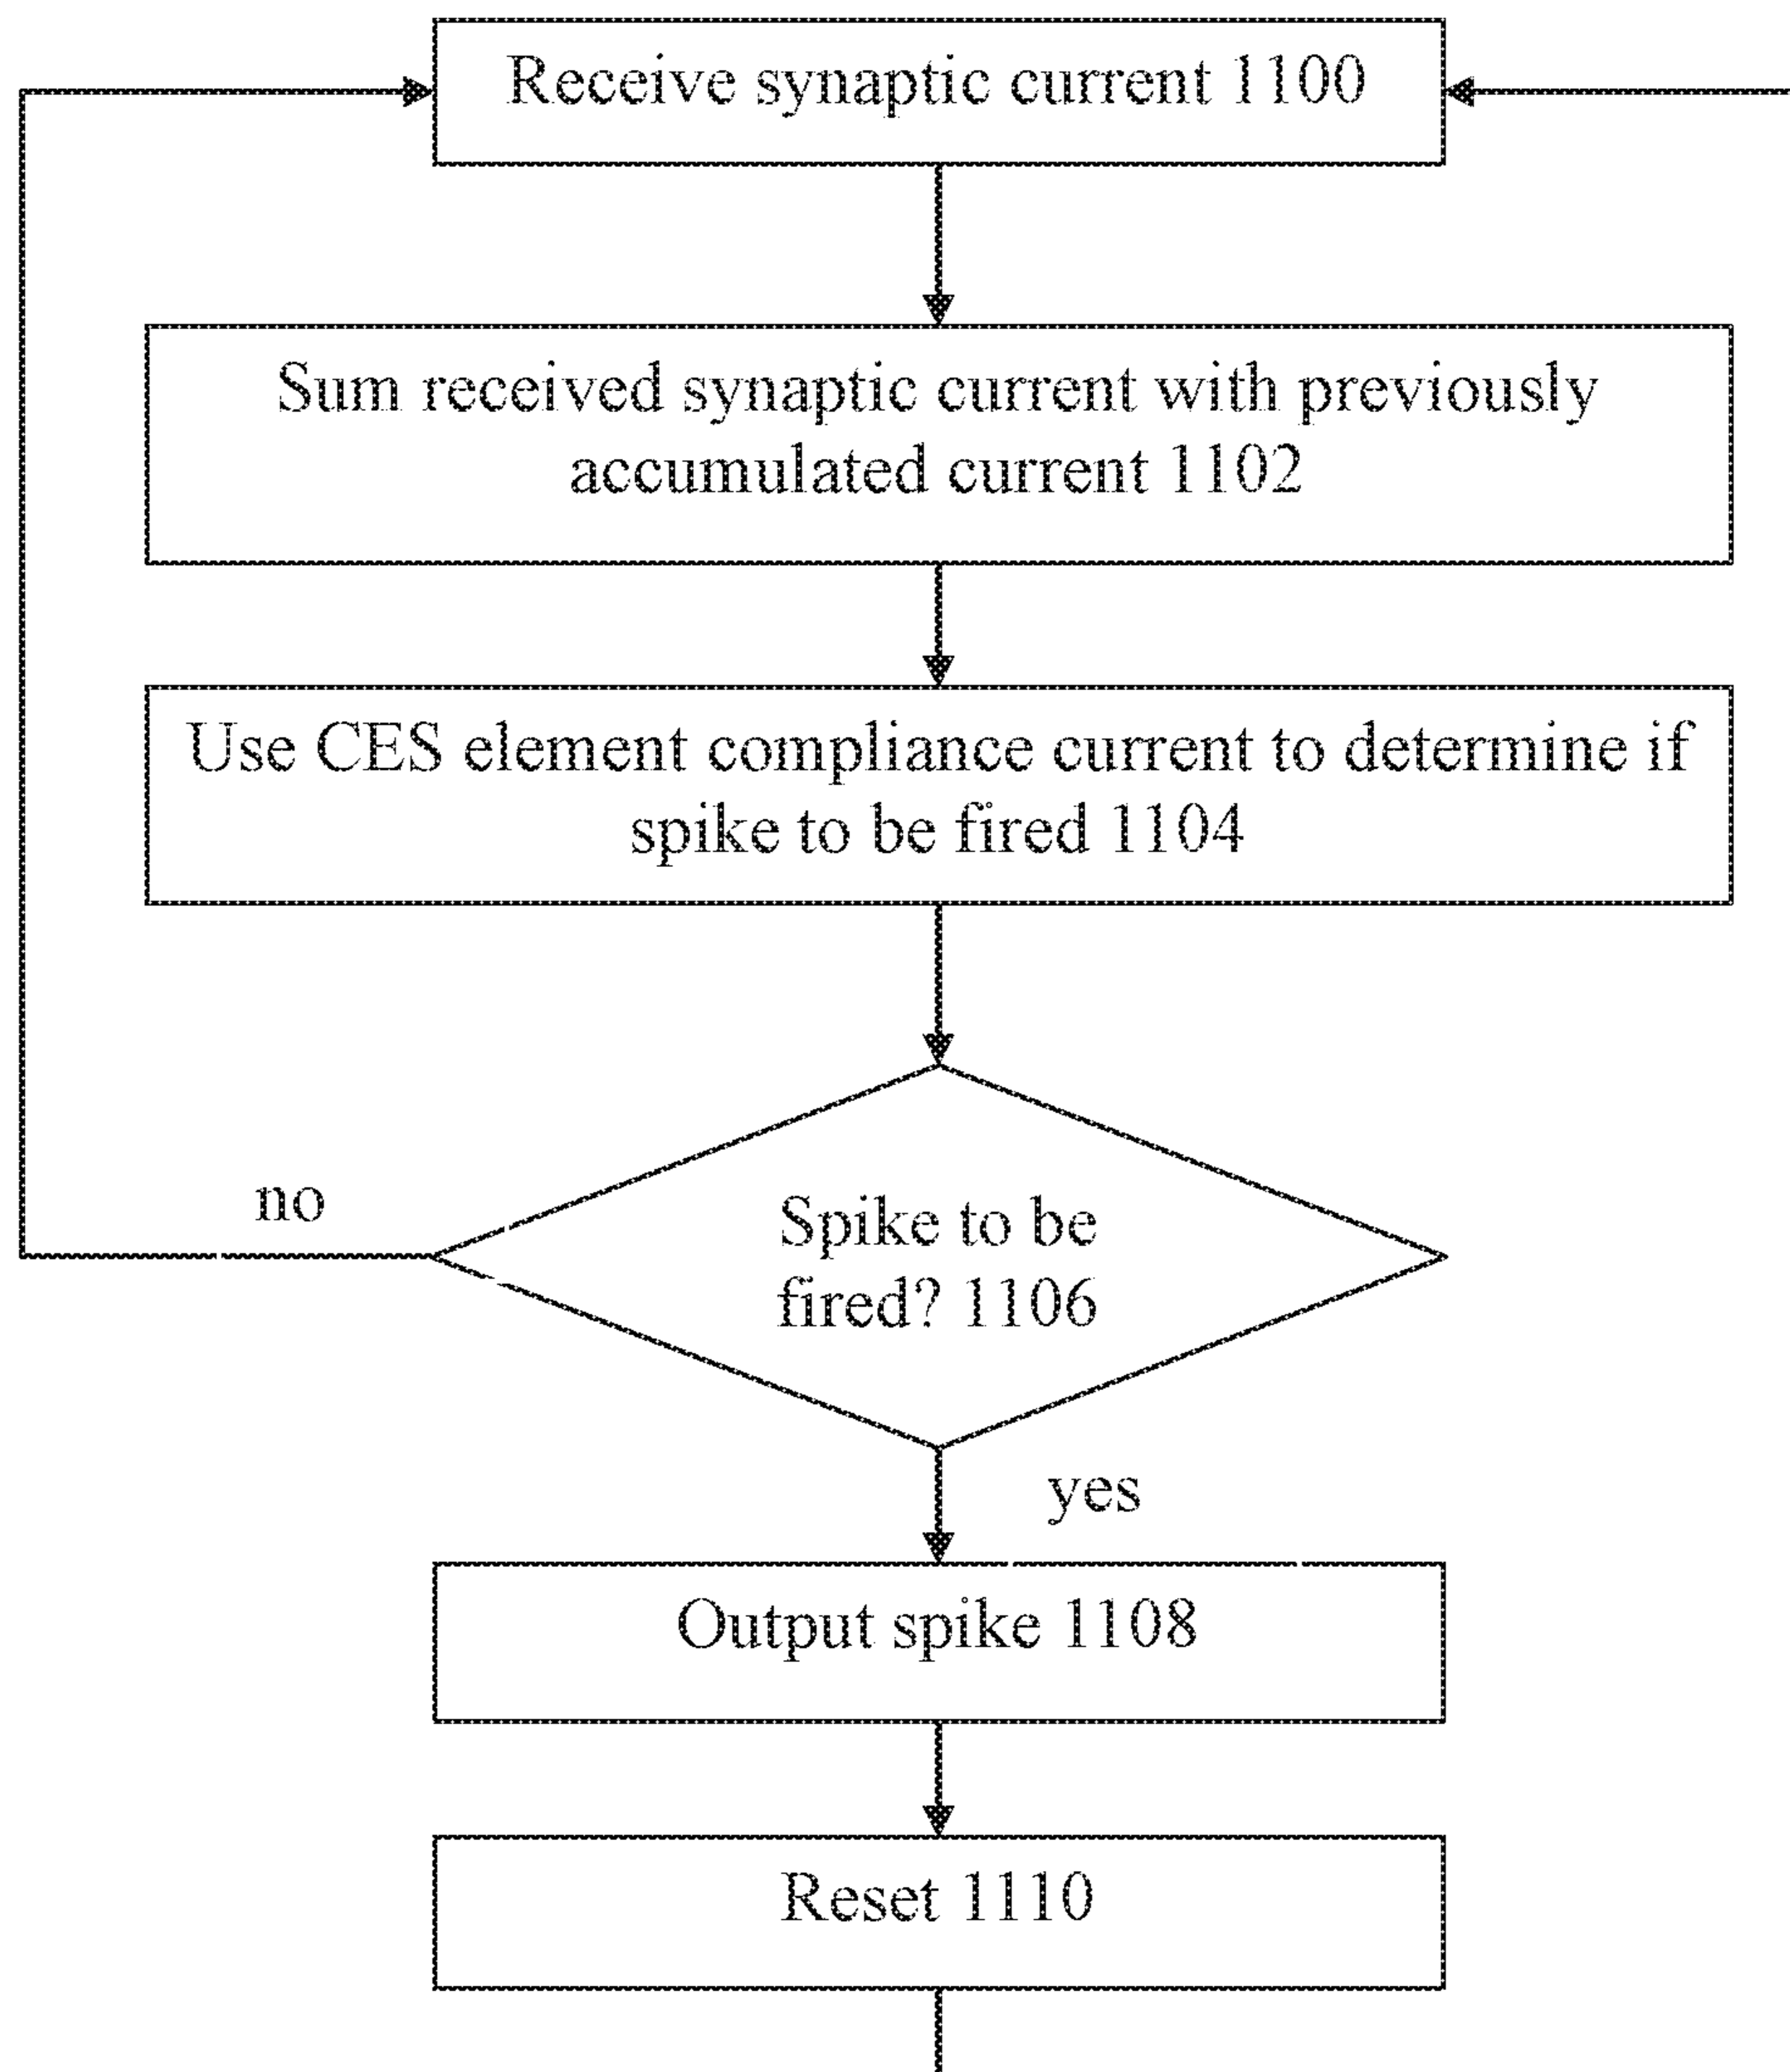 Receive synaptic current 1100
Sum received synaptic current with previously
accumulated current 1102
Use CES element compliance current to determine if
spike to be fired 1104
no
Spike to be
fired? 1106
yes
Output spike 1108
Reset 1110